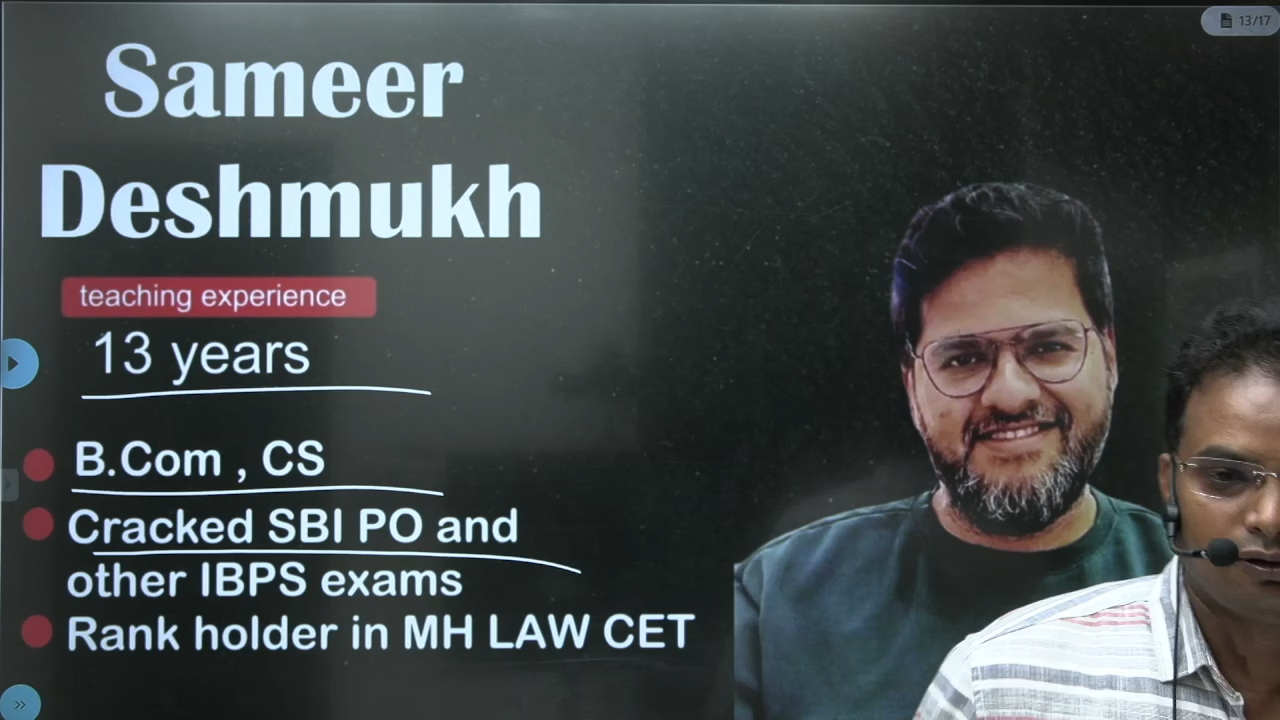 13/17
Sameer
Deshmukh
teaching experience
13 years
B.Com , CS
Cracked SBI PO and
other IBPS exams
Rank holder in MH LAW CET